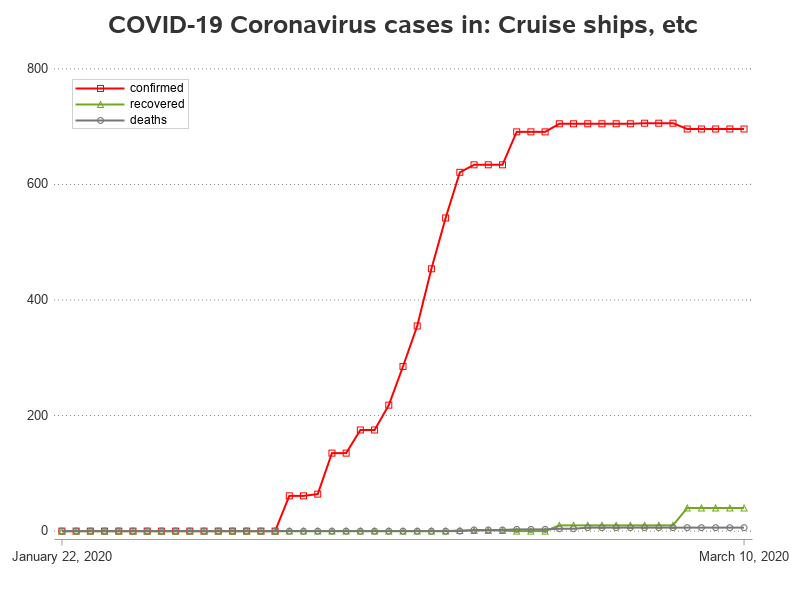 COVID-19 Coronavirus cases in: Cruise ships, etc
800
confirmed
recovered
deaths
600
400
200
0
January 22, 2020
March 10, 2020